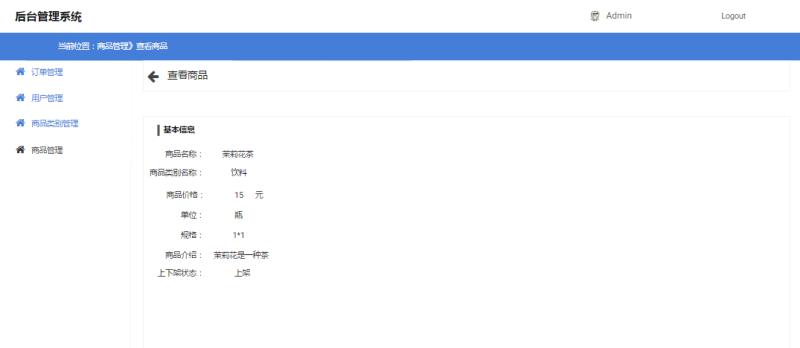 后台管理系统
Admin
Logout
当前位置：商品管理》查看商品
订单管理
用户管理
商品类别管理
商品管理
查看商品
基本信息
商品名称： 茉莉花茶
商品类别名称： 饮料
商品价格： 15 元
单位： 瓶
规格： 1*1
商品介绍： 茉莉花是一种茶
上下架状态： 上架